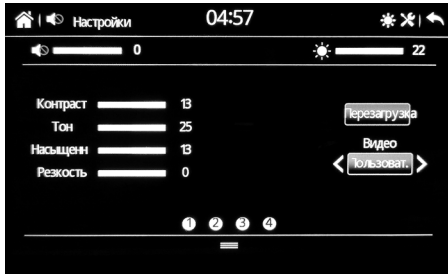 Настройки 04:57
0 22
Контраст 13
Тон 25
Насыщенн 13
Резкость 0
Перезагрузка
Видео
Пользоват.
1 2 3 4